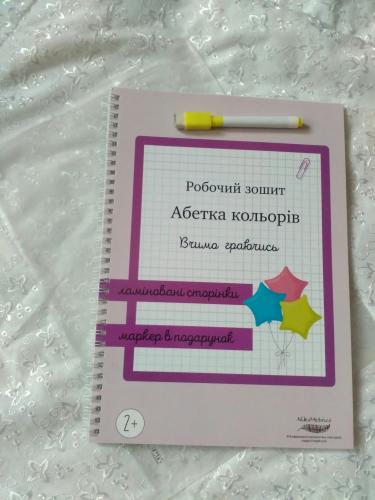 Робочий зошит
Абетка кольорів
Вчимо граючись
ламіновані сторінки
маркер в подарунок
2+